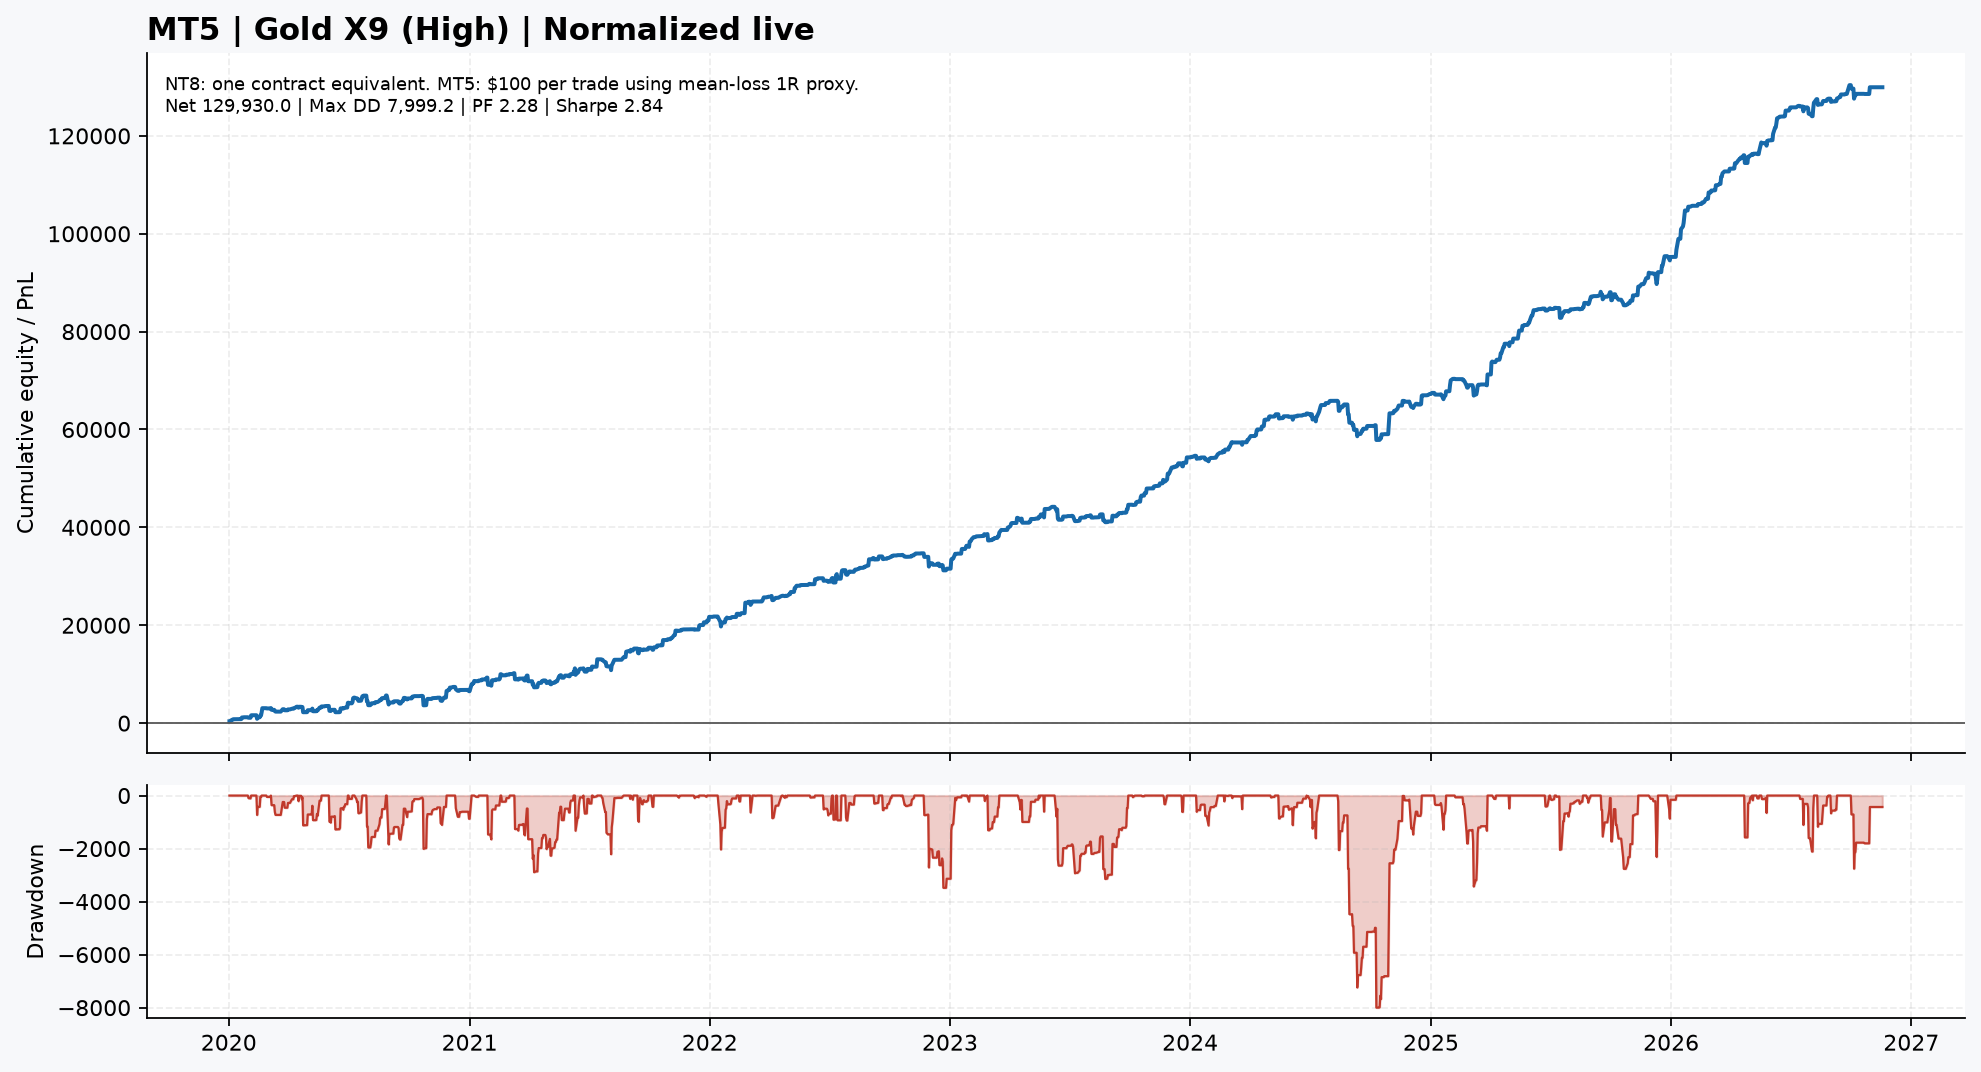 MT5 | Gold X9 (High) | Normalized live
NT8: one contract equivalent. MT5: $100 per trade using mean-loss 1R proxy.
Net 129,930.0 | Max DD 7,999.2 | PF 2.28 | Sharpe 2.84
Cumulative equity / PnL
120000
100000
80000
60000
40000
20000
0
Drawdown
0
−2000
−4000
−6000
−8000
2020 2021 2022 2023 2024 2025 2026 2027